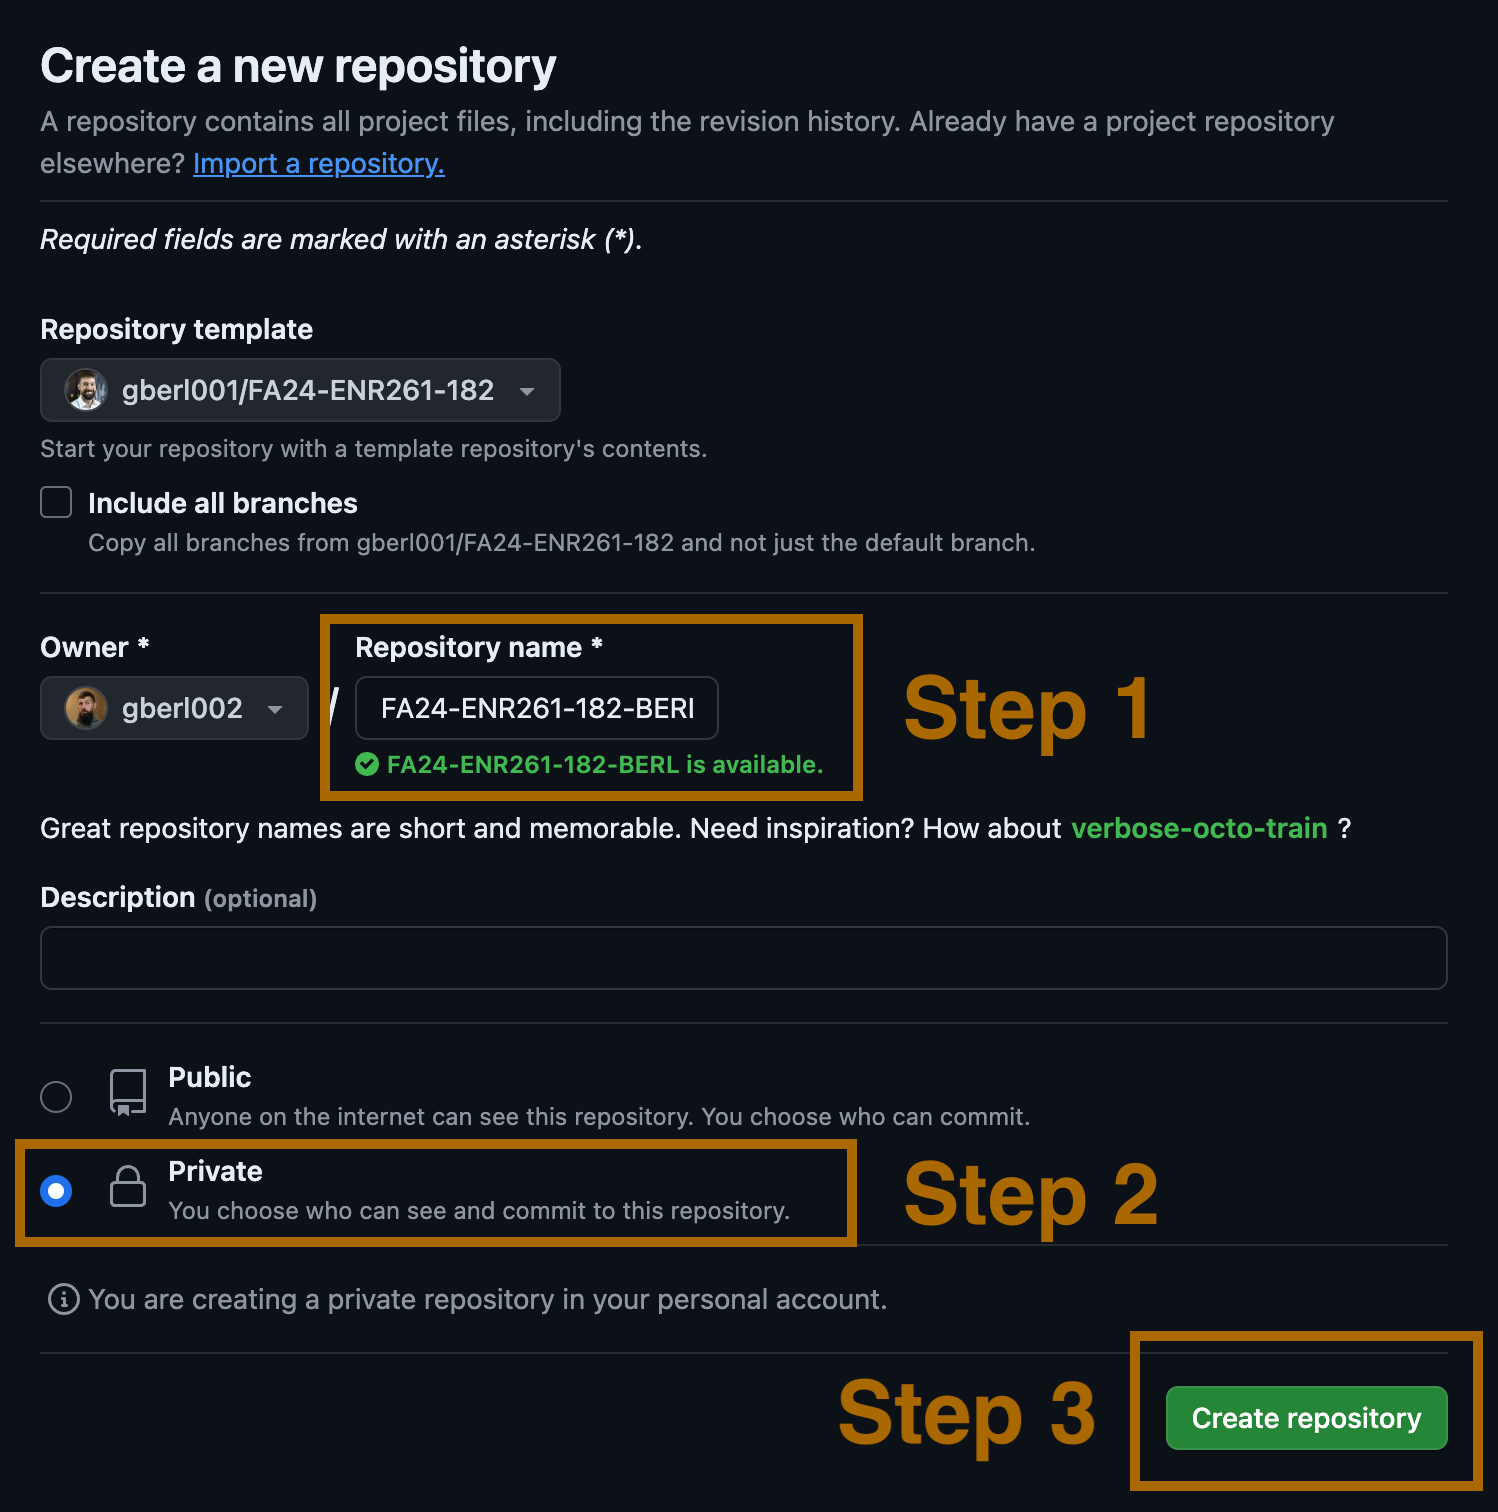 Create a new repository
A repository contains all project files, including the revision history. Already have a project repository
elsewhere? Import a repository.
Required fields are marked with an asterisk (*).
Repository template
gberl001/FA24-ENR261-182
Start your repository with a template repository's contents.
Include all branches
Copy all branches from gberl001/FA24-ENR261-182 and not just the default branch.
Owner *
Repository name *
gberl002
/
FA24-ENR261-182-BERL
FA24-ENR261-182-BERL is available.
Step 1
Great repository names are short and memorable. Need inspiration? How about verbose-octo-train ?
Description (optional)
Public
Anyone on the internet can see this repository. You choose who can commit.
Private
You choose who can see and commit to this repository.
Step 2
You are creating a private repository in your personal account.
Step 3
Create repository